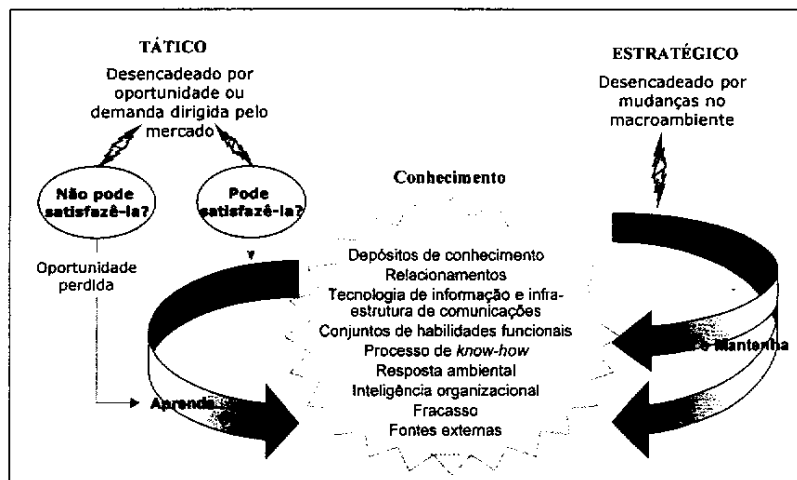 TÁTICO
Desencadeado por
oportunidade ou
demanda dirigida pelo
mercado
Não pode
satisfazê-la?
Pode
satisfazê-la?
Oportunidade
perdida
Aprenda
Conhecimento
Depósitos de conhecimento
Relacionamentos
Tecnologia de informação e infra-
estrutura de comunicações
Conjuntos de habilidades funcionais
Processo de know-how
Resposta ambiental
Inteligência organizacional
Fracasso
Fontes externas
ESTRATÉGICO
Desencadeado por
mudanças no
macroambiente
e Mantenha